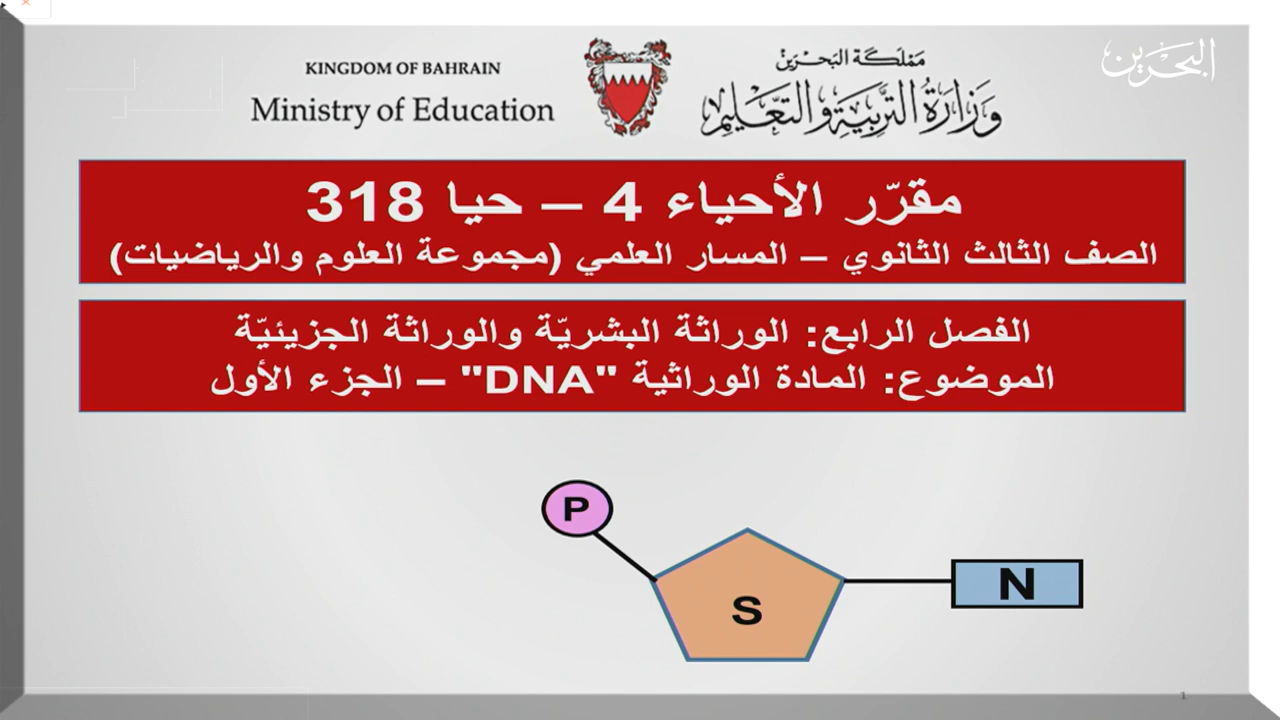 البحرين
KINGDOM OF BAHRAIN
Ministry of Education
مملكة البحرين
وزارة التربية والتعليم
مقرّر الأحياء 4 – حيا 318
الصف الثالث الثانوي – المسار العلمي (مجموعة العلوم والرياضيات)
الفصل الرابع: الوراثة البشريّة والوراثة الجزيئيّة
الموضوع: المادة الوراثية "DNA" – الجزء الأول
P
S
N
1